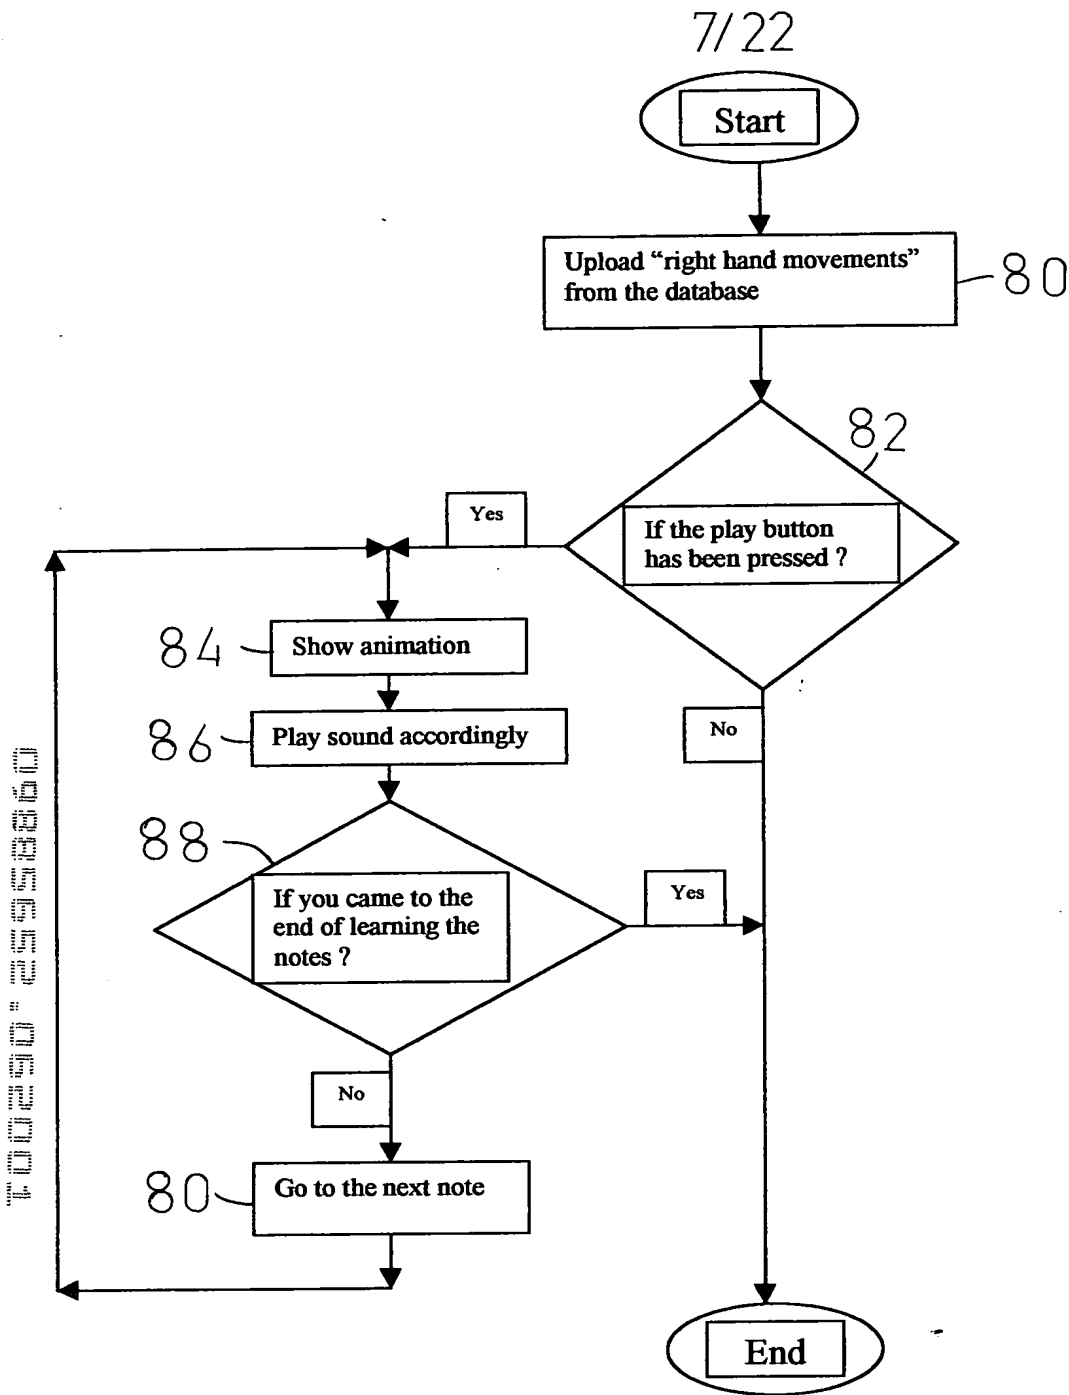 7/22
Start
Upload “right hand movements”
from the database
80
82
If the play button
has been pressed ?
Yes
No
84
Show animation
86
Play sound accordingly
88
If you came to the
end of learning the
notes ?
Yes
No
80
Go to the next note
End
09885652.062001